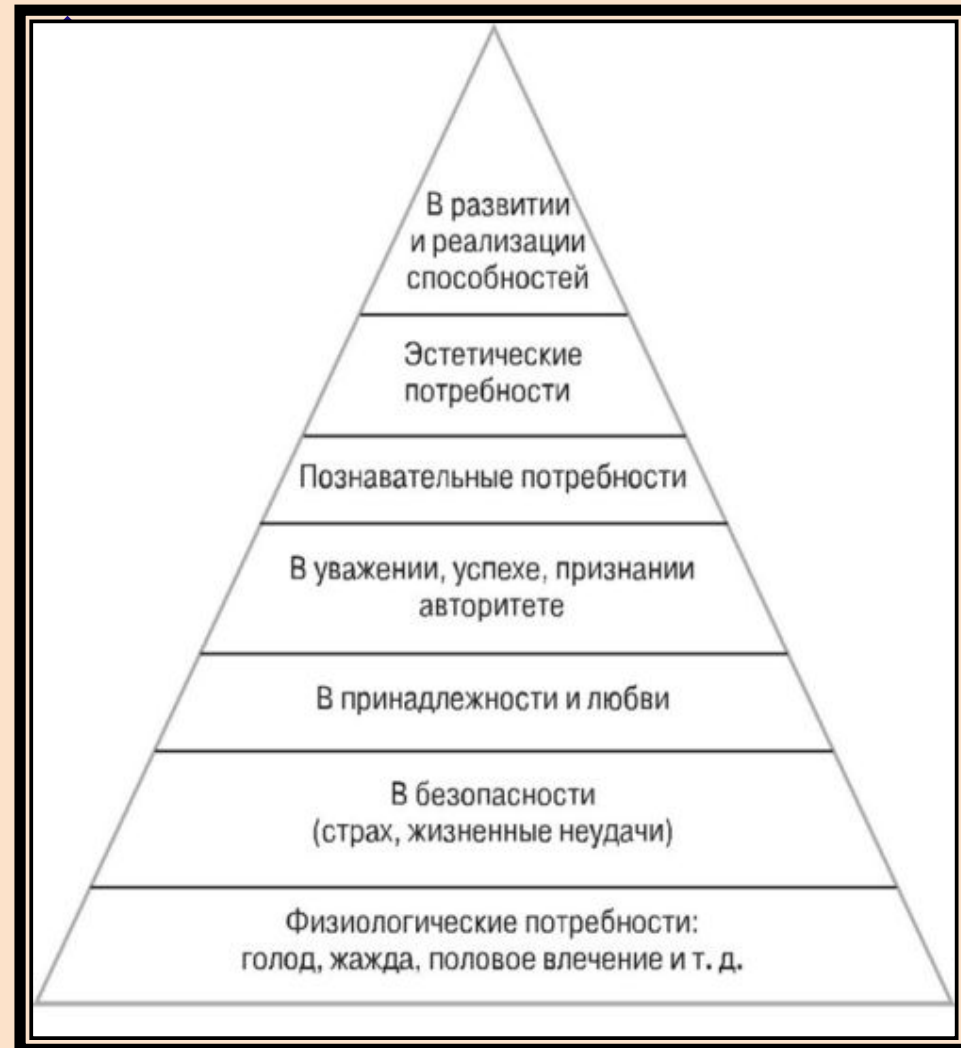 В развитии
и реализации
способностей
Эстетические
потребности
Познавательные потребности
В уважении, успехе, признании
авторитете
В принадлежности и любви
В безопасности
(страх, жизненные неудачи)
Физиологические потребности:
голод, жажда, половое влечение и т. д.